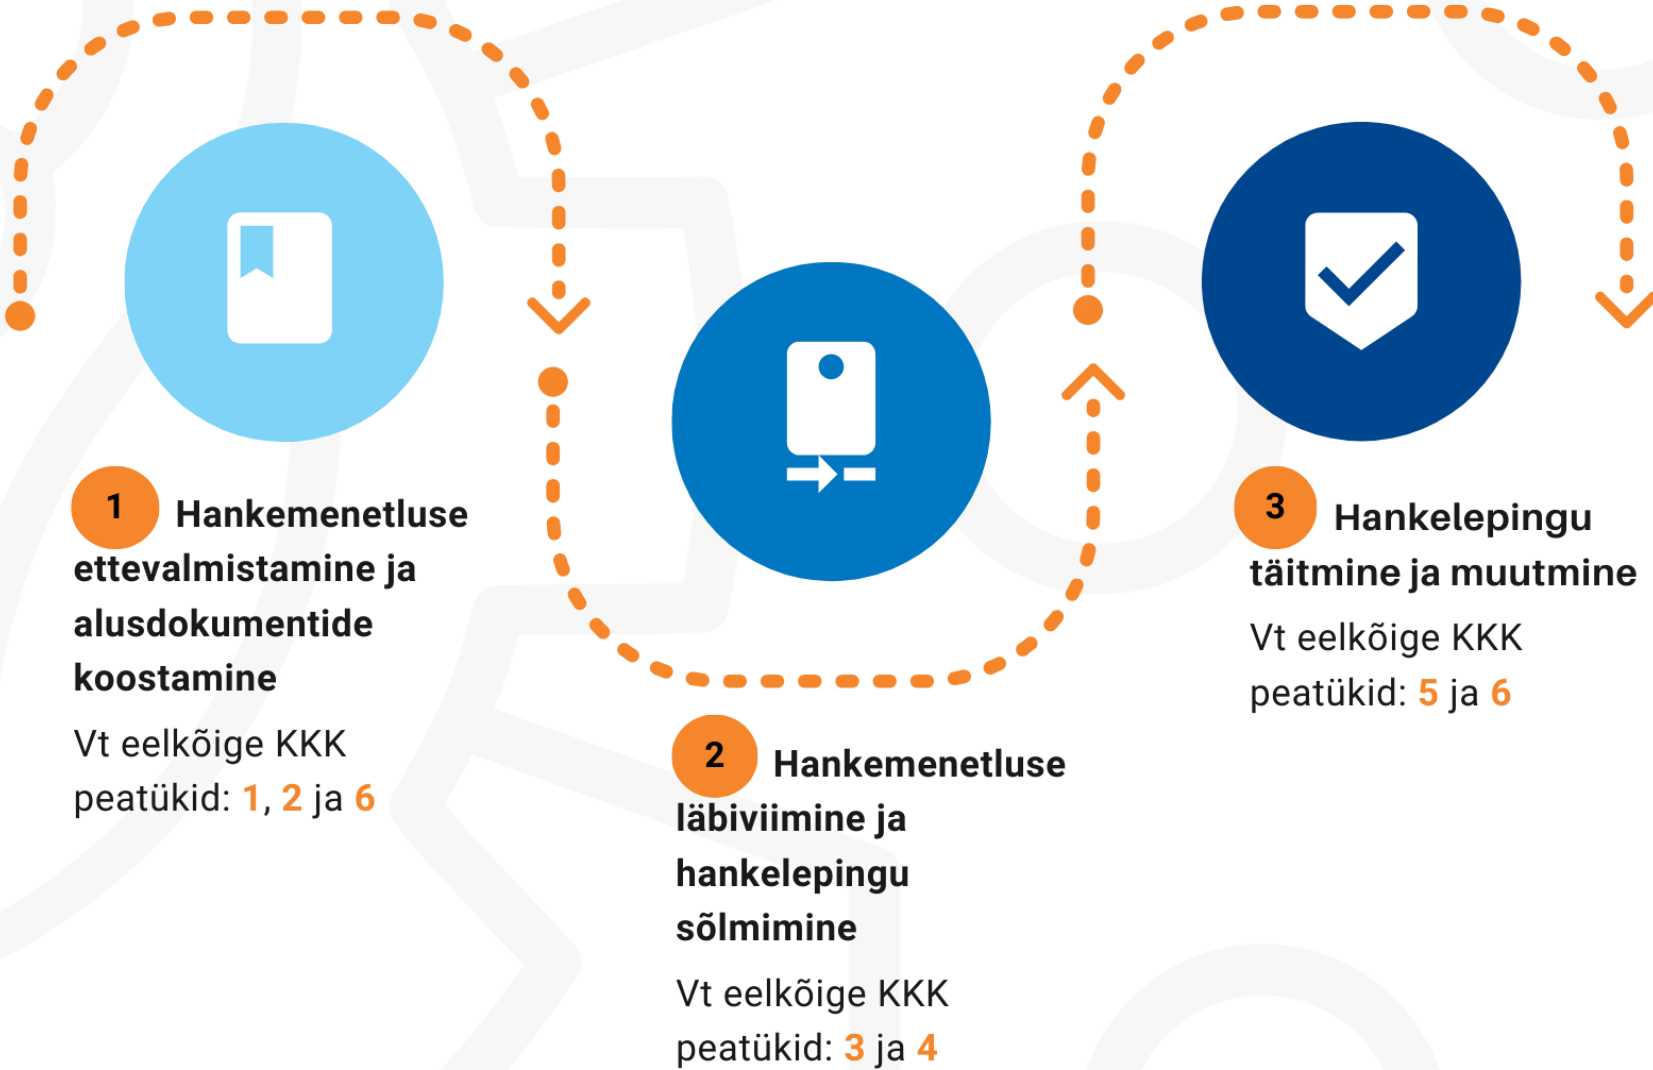 1 Hankemenetluse
ettevalmistamine ja
alusdokumentide
koostamine
Vt eelkõige KKK
peatükid: 1, 2 ja 6
2 Hankemenetluse
läbiviimine ja
hankelepingu
sõlmimine
Vt eelkõige KKK
peatükid: 3 ja 4
3 Hankelepingu
täitmine ja muutmine
Vt eelkõige KKK
peatükid: 5 ja 6